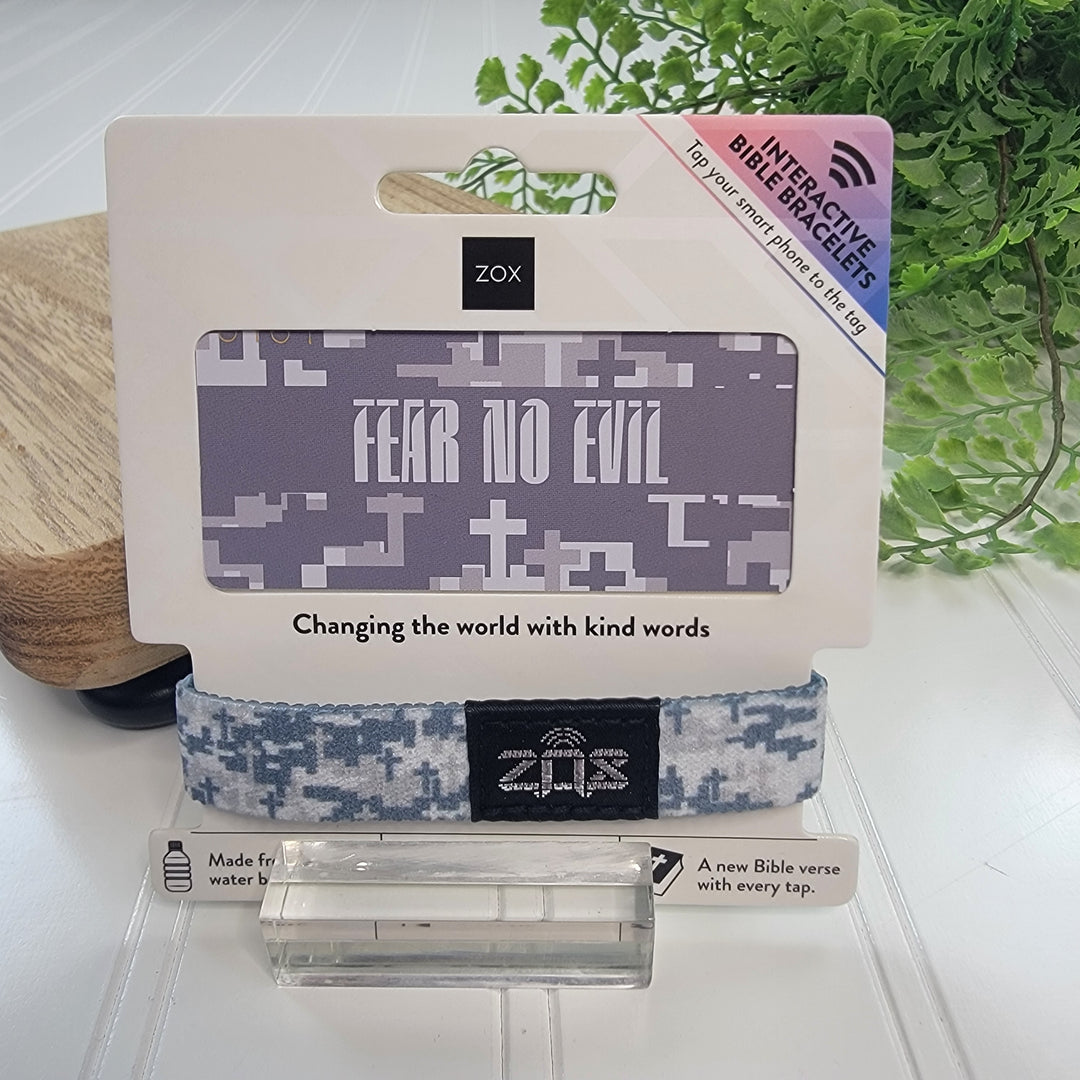 INTERACTIVE
BIBLE BRACELETS
Tap your smart phone to the tag
ZOX
FEAR NO EVIL
Changing the world with kind words
ZOX
Made
water
A new Bible verse
with every tap.